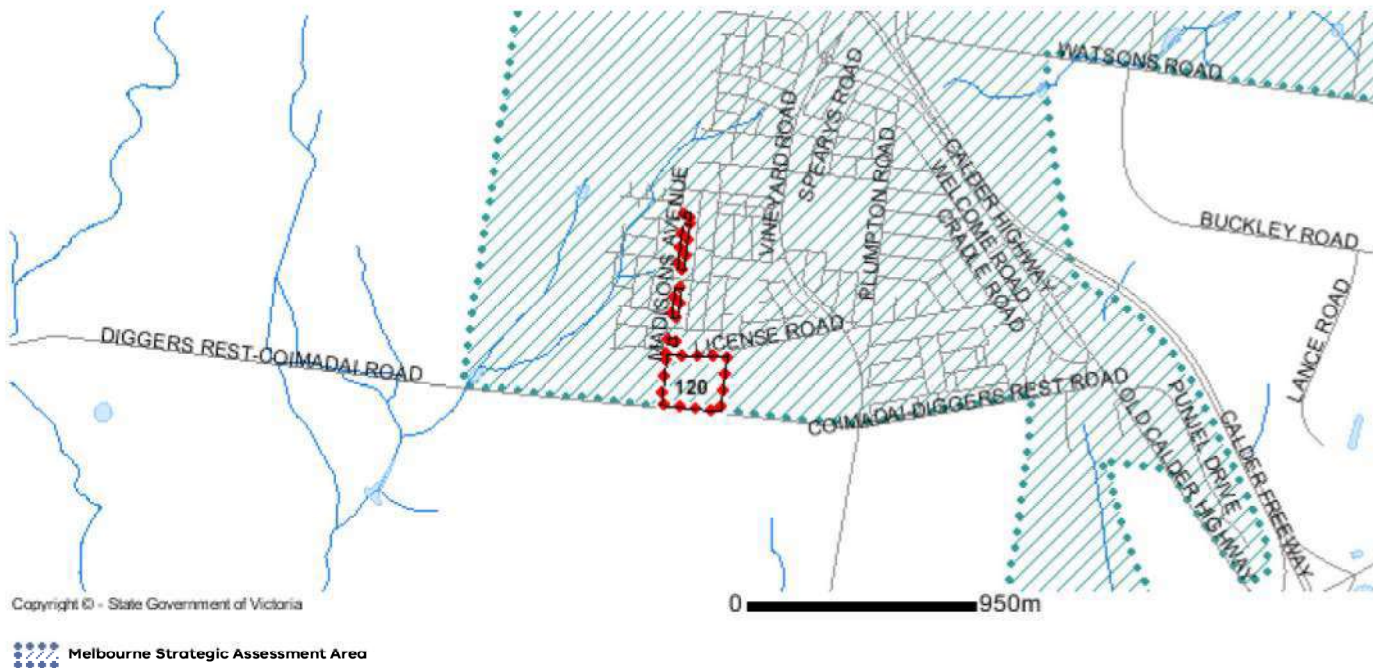 WATSONS ROAD
VINEYARD ROAD
SPEARYS ROAD
PLUMPTON ROAD
CALDER HIGHWAY
WELCOME ROAD
CRADLE ROAD
MADISONS AVENUE
BUCKLEY ROAD
LANCE ROAD
DIGGERS REST-COIMADAI ROAD
LICENSE ROAD
120
COIMADAI-DIGGERS REST ROAD
OLD CALDER HIGHWAY
PUNJEL DRIVE
CALDER FREEWAY
Copyright © - State Government of Victoria
0 950m
Melbourne Strategic Assessment Area